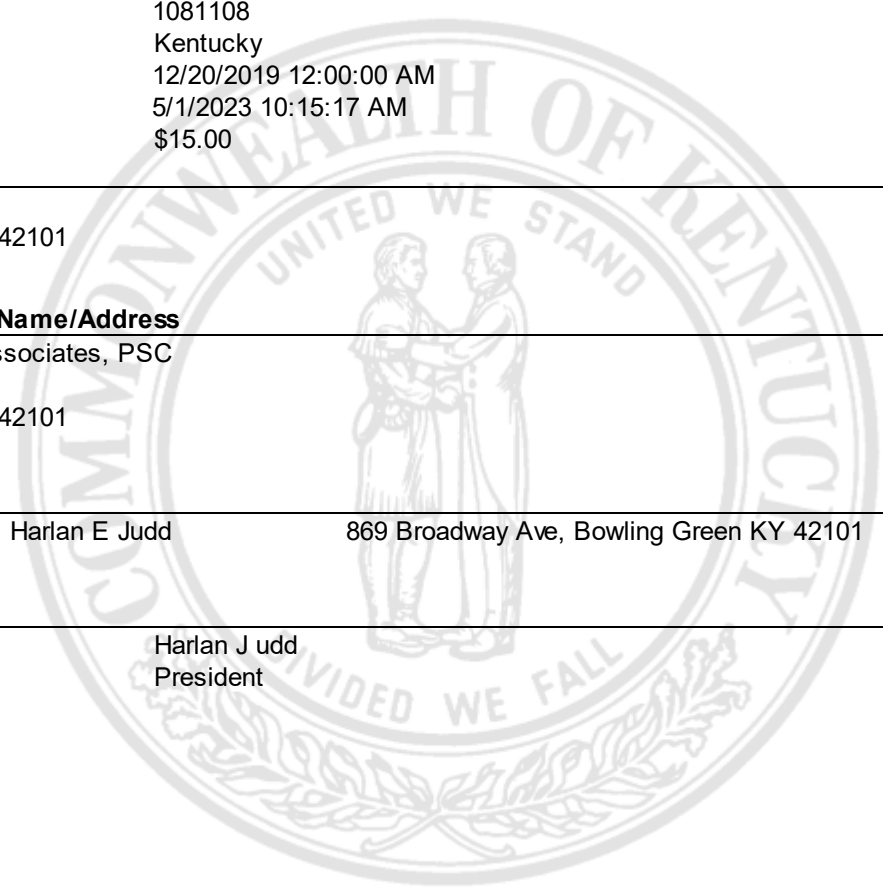 1081108
Kentucky
12/20/2019 12:00:00 AM
5/1/2023 10:15:17 AM
$15.00
42101
Name/Address
ssociates, PSC
42101
Harlan E Judd 869 Broadway Ave, Bowling Green KY 42101
Harlan J udd
President
COMMONWEALTH OF KENTUCKY
UNITED WE STAND
DIVIDED WE FALL